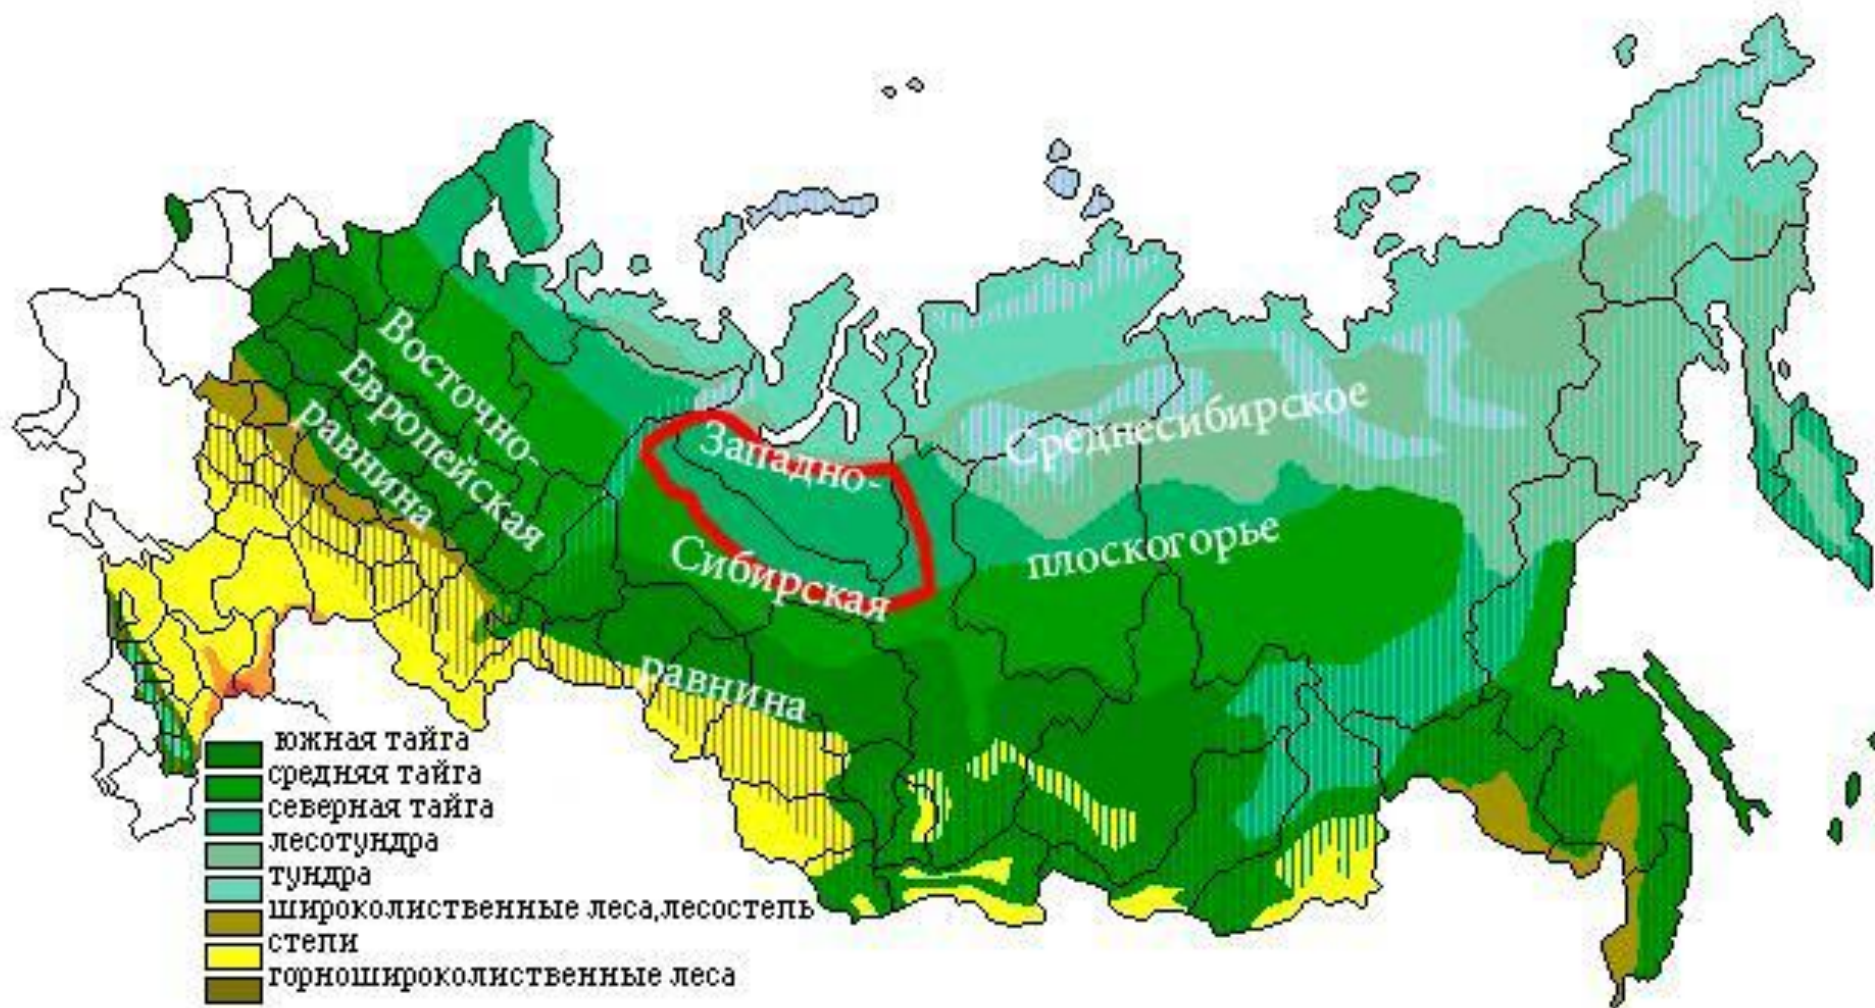 Восточно-
Европейская
равнина
Западно-
Сибирская
равнина
Среднесибирское
плоскогорье
южная тайга
средняя тайга
северная тайга
лесотундра
тундра
широколиственные леса,лесостепь
степи
горношироколиственные леса